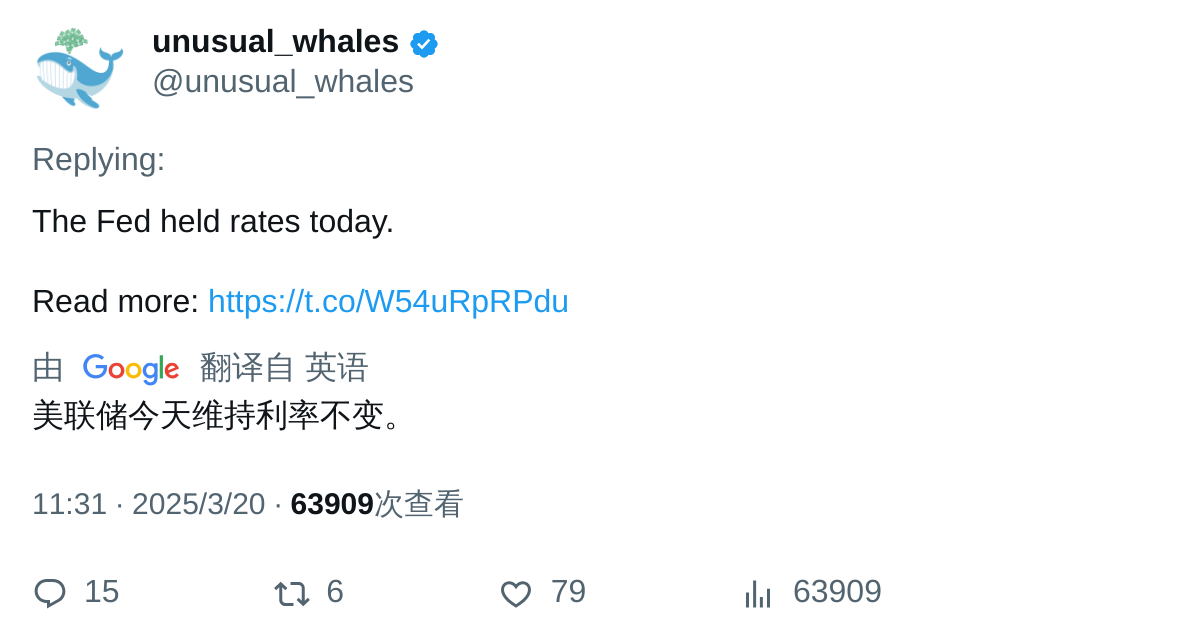 unusual_whales
@unusual_whales
Replying:
The Fed held rates today.
Read more: https://t.co/W54uRpRPdu
由 Google 翻译自 英语
美联储今天维持利率不变。
11:31 · 2025/3/20 · 63909次查看
15 6 79 63909